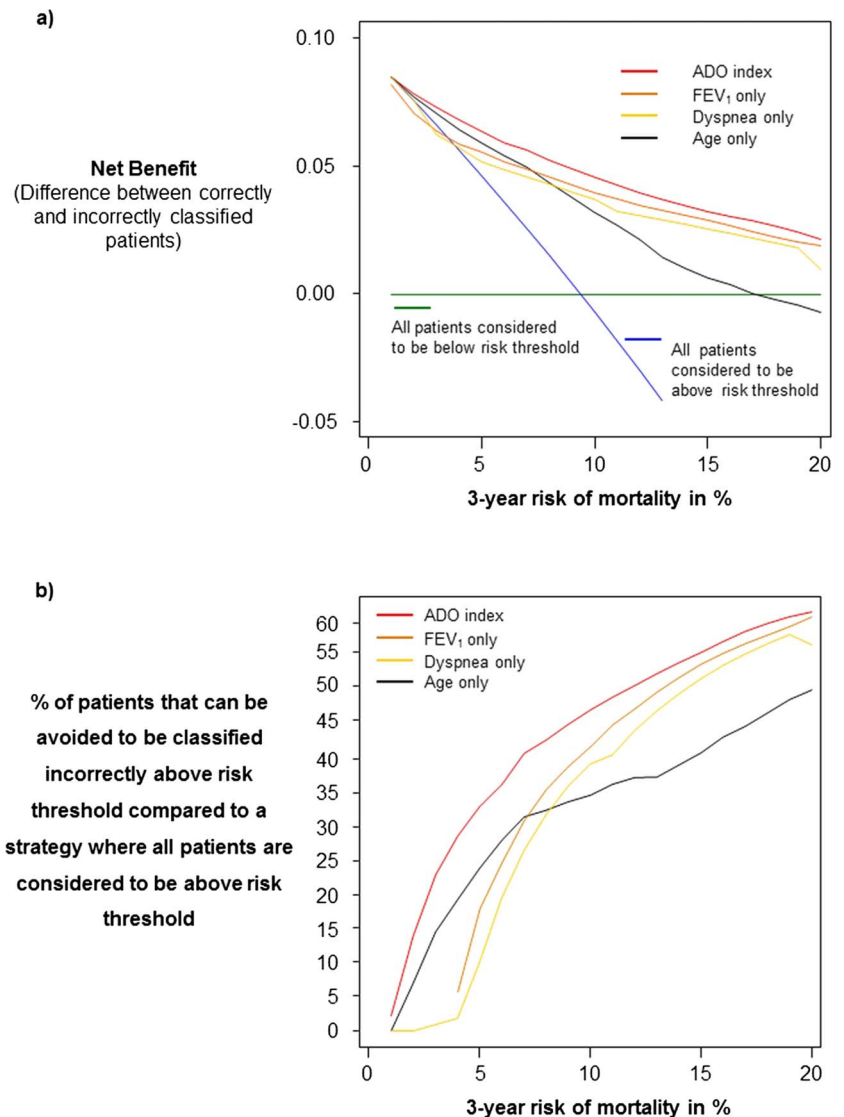 a)
Net Benefit
(Difference between correctly
and incorrectly classified
patients)
0.10
0.05
0.00
-0.05
ADO index
FEV₁ only
Dyspnea only
Age only
All patients considered
to be below risk threshold
All patients
considered to be
above risk threshold
0 5 10 15 20
3-year risk of mortality in %
b)
% of patients that can be
avoided to be classified
incorrectly above risk
threshold compared to a
strategy where all patients are
considered to be above risk
threshold
60
55
50
45
40
35
30
25
20
15
10
5
0
ADO index
FEV₁ only
Dyspnea only
Age only
0 5 10 15 20
3-year risk of mortality in %